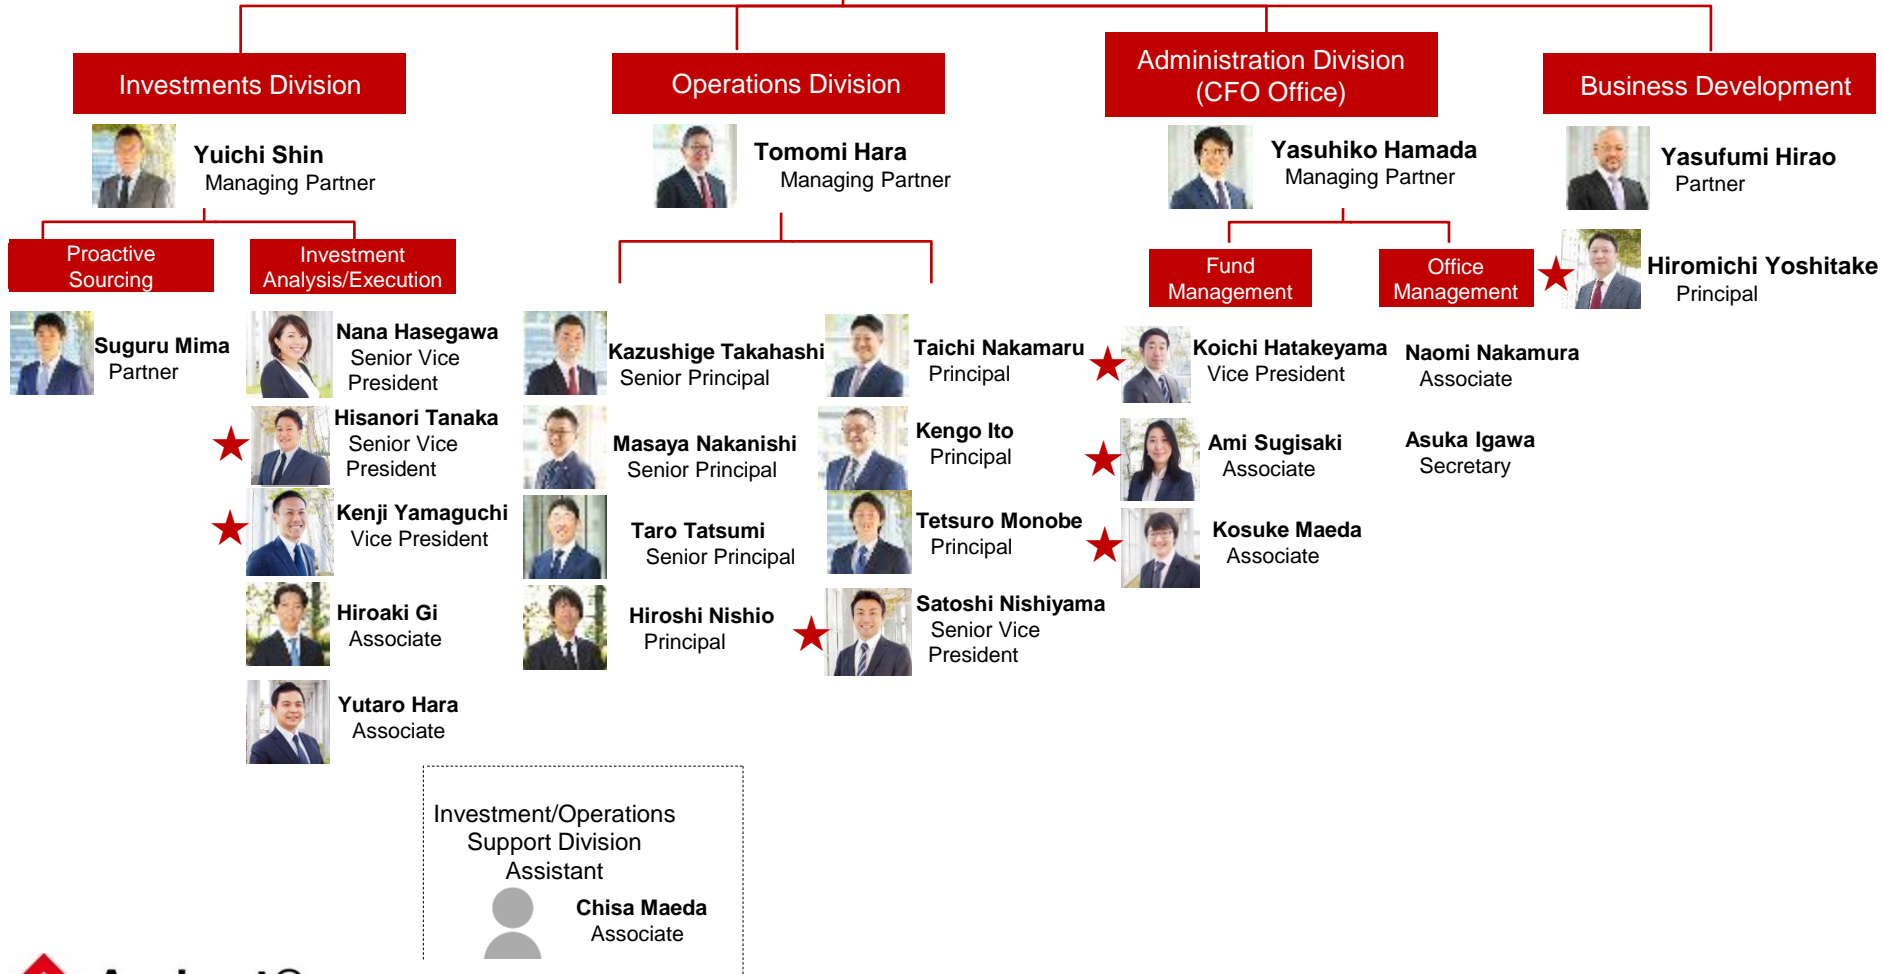 Investments Division
Operations Division
Administration Division
(CFO Office)
Business Development
Yuichi Shin
Managing Partner
Tomomi Hara
Managing Partner
Yasuhiko Hamada
Managing Partner
Yasufumi Hirao
Partner
Proactive
Sourcing
Investment
Analysis/Execution
Fund
Management
Office
Management
Hiromichi Yoshitake
Principal
Suguru Mima
Partner
Nana Hasegawa
Senior Vice
President
Hisanori Tanaka
Senior Vice
President
Kenji Yamaguchi
Vice President
Hiroaki Gi
Associate
Yutaro Hara
Associate
Kazushige Takahashi
Senior Principal
Masaya Nakanishi
Senior Principal
Taro Tatsumi
Senior Principal
Hiroshi Nishio
Principal
Taichi Nakamaru
Principal
Kengo Ito
Principal
Tetsuro Monobe
Principal
Satoshi Nishiyama
Senior Vice
President
Koichi Hatakeyama
Vice President
Ami Sugisaki
Associate
Kosuke Maeda
Associate
Naomi Nakamura
Associate
Asuka Igawa
Secretary
Investment/Operations
Support Division
Assistant
Chisa Maeda
Associate